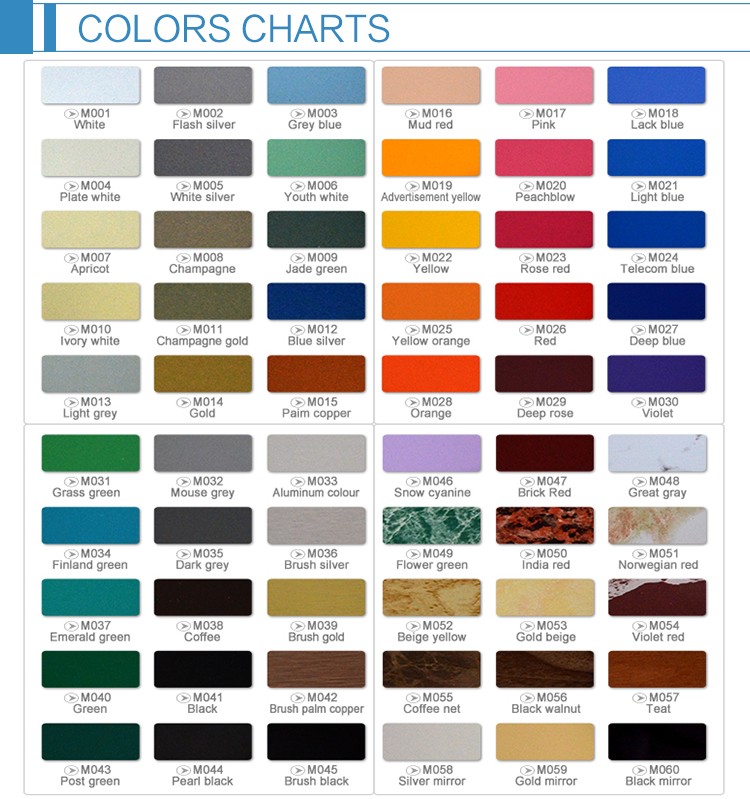 COLORS CHARTS
M001 M002 M003 M016 M017 M018
White Flash silver Grey blue Mud red Pink Lack blue
M004 M005 M006 M019 M020 M021
Plate white White silver Youth white Advertisement yellow Peachblow Light blue
M007 M008 M009 M022 M023 M024
Apricot Champagne Jade green Yellow Rose red Telecom blue
M010 M011 M012 M025 M026 M027
Ivory white Champagne gold Blue silver Yellow orange Red Deep blue
M013 M014 M015 M028 M029 M030
Light grey Gold Paim copper Orange Deep rose Violet
M031 M032 M033 M046 M047 M048
Grass green Mouse grey Aluminum colour Snow cyanine Brick Red Great gray
M034 M035 M036 M049 M050 M051
Finland green Dark grey Brush silver Flower green India red Norwegian red
M037 M038 M039 M052 M053 M054
Emerald green Coffee Brush gold Beige yellow Gold beige Violet red
M040 M041 M042 M055 M056 M057
Green Black Brush palm copper Coffee net Black walnut Teat
M043 M044 M045 M058 M059 M060
Post green Pearl black Brush black Silver mirror Gold mirror Black mirror